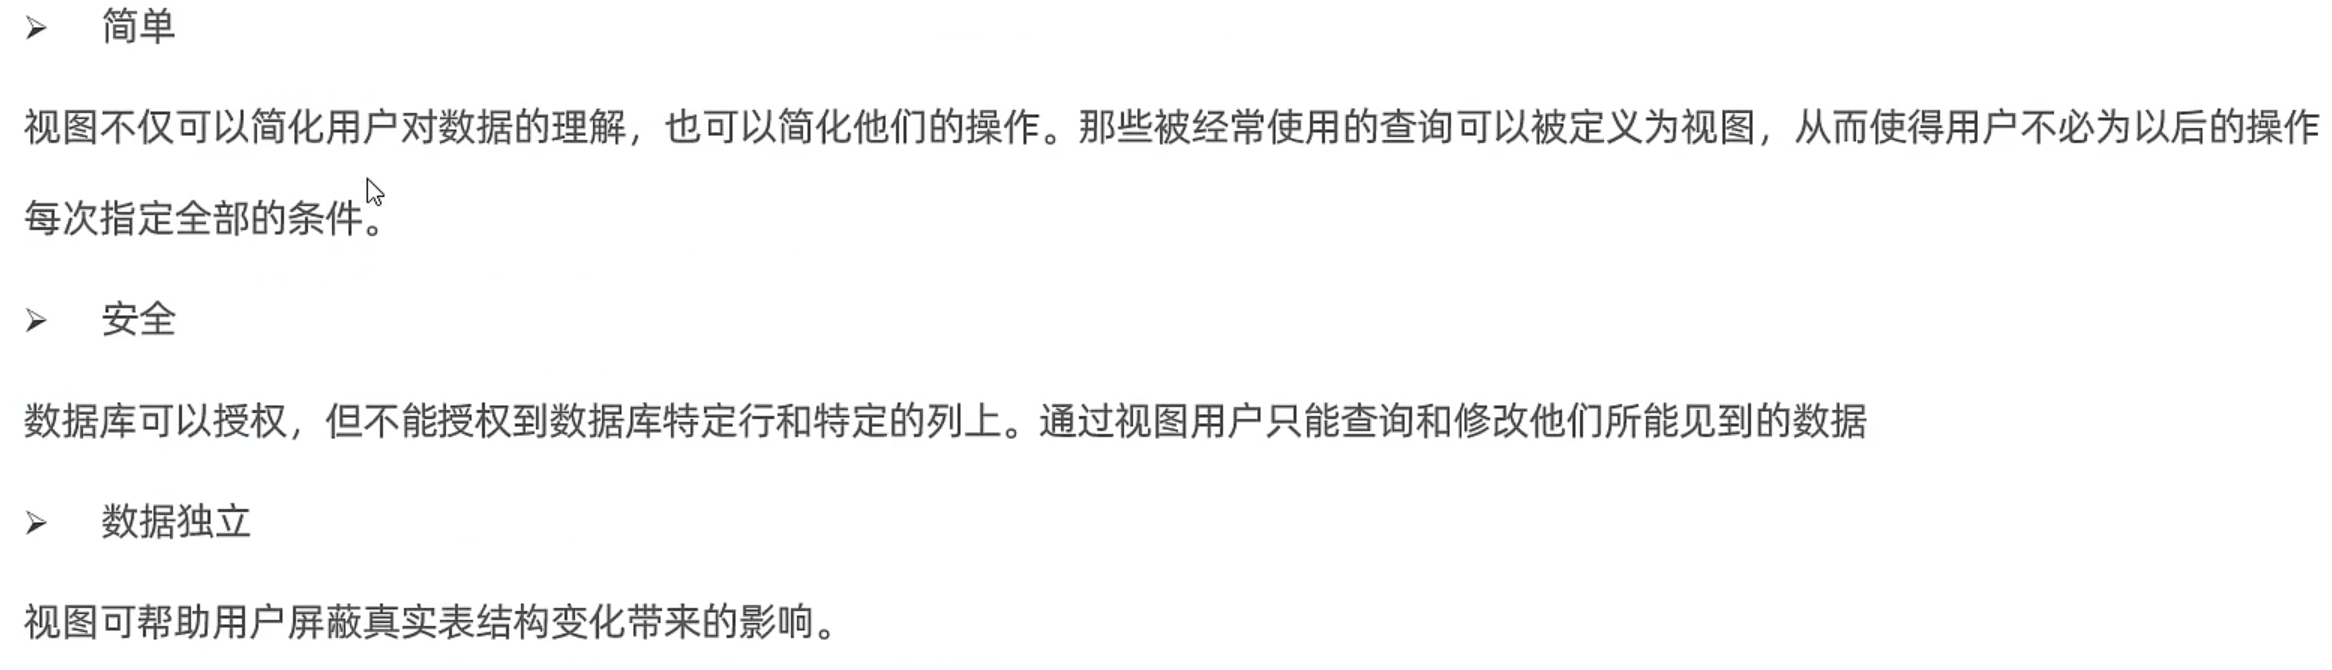 ➢ 简单
视图不仅可以简化用户对数据的理解，也可以简化他们的操作。那些被经常使用的查询可以被定义为视图，从而使得用户不必为以后的操作
每次指定全部的条件。
➢ 安全
数据库可以授权，但不能授权到数据库特定行和特定的列上。通过视图用户只能查询和修改他们所能见到的数据
➢ 数据独立
视图可帮助用户屏蔽真实表结构变化带来的影响。